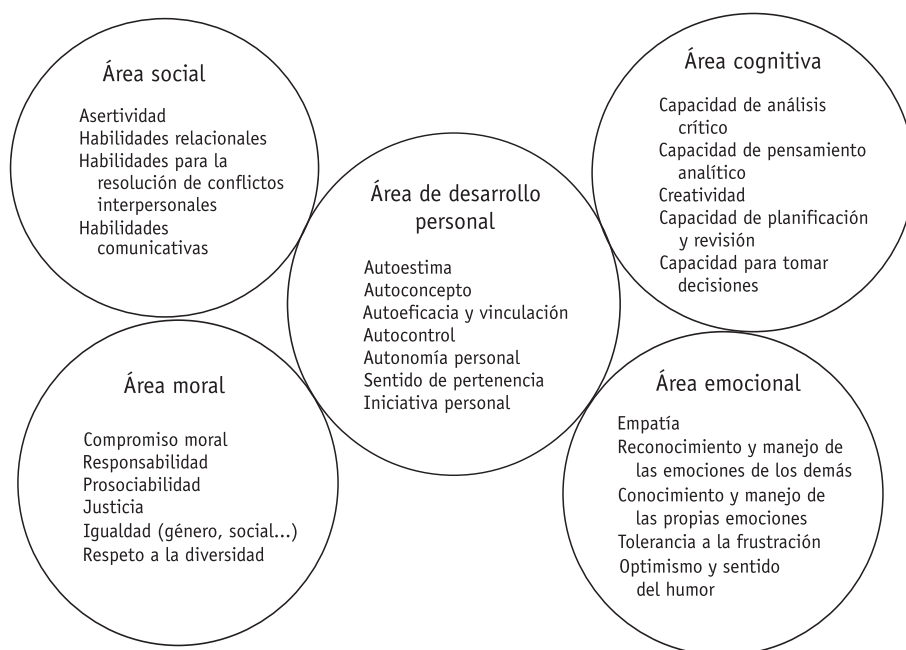 Área social
Asertividad
Habilidades relacionales
Habilidades para la
resolución de conflictos
interpersonales
Habilidades
comunicativas
Área cognitiva
Capacidad de análisis
crítico
Capacidad de pensamiento
analítico
Creatividad
Capacidad de planificación
y revisión
Capacidad para tomar
decisiones
Área de desarrollo
personal
Autoestima
Autoconcepto
Autoeficacia y vinculación
Autocontrol
Autonomía personal
Sentido de pertenencia
Iniciativa personal
Área moral
Compromiso moral
Responsabilidad
Prosociabilidad
Justicia
Igualdad (género, social...)
Respeto a la diversidad
Área emocional
Empatía
Reconocimiento y manejo de
las emociones de los demás
Conocimiento y manejo de
las propias emociones
Tolerancia a la frustración
Optimismo y sentido
del humor